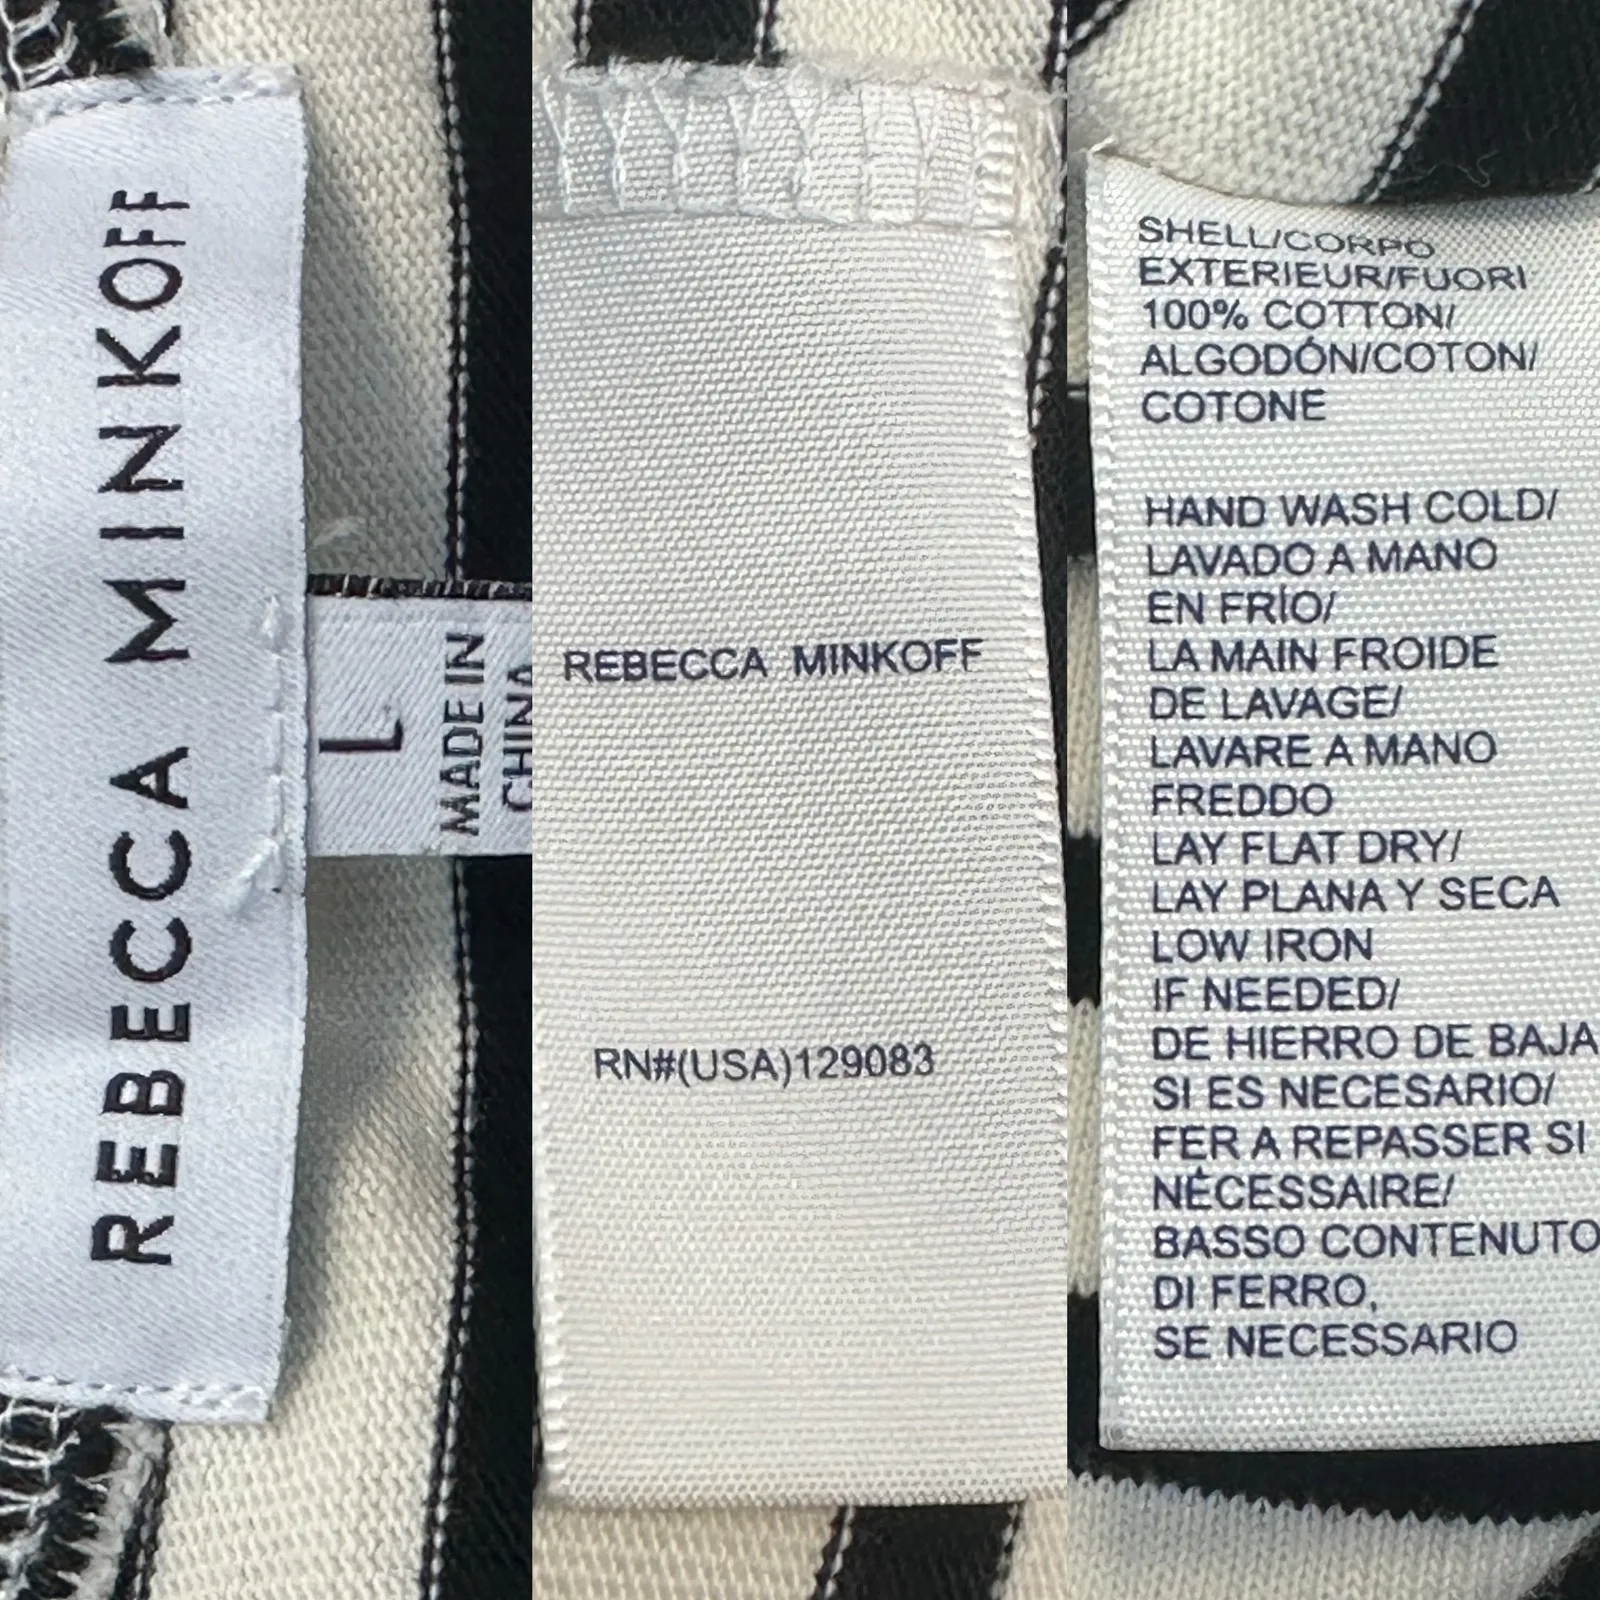 REBECCA MINKOFF
L
MADE IN
CHINA
REBECCA MINKOFF
RN#(USA)129083
SHELL/CORPO
EXTERIEUR/FUORI
100% COTTON/
ALGODÓN/COTON/
COTONE
HAND WASH COLD/
LAVADO A MANO
EN FRÍO/
LA MAIN FROIDE
DE LAVAGE/
LAVARE A MANO
FREDDO
LAY FLAT DRY/
LAY PLANA Y SECA
LOW IRON
IF NEEDED/
DE HIERRO DE BAJA
SI ES NECESARIO/
FER A REPASSER SI
NÉCESSAIRE/
BASSO CONTENUTO
DI FERRO,
SE NECESSARIO